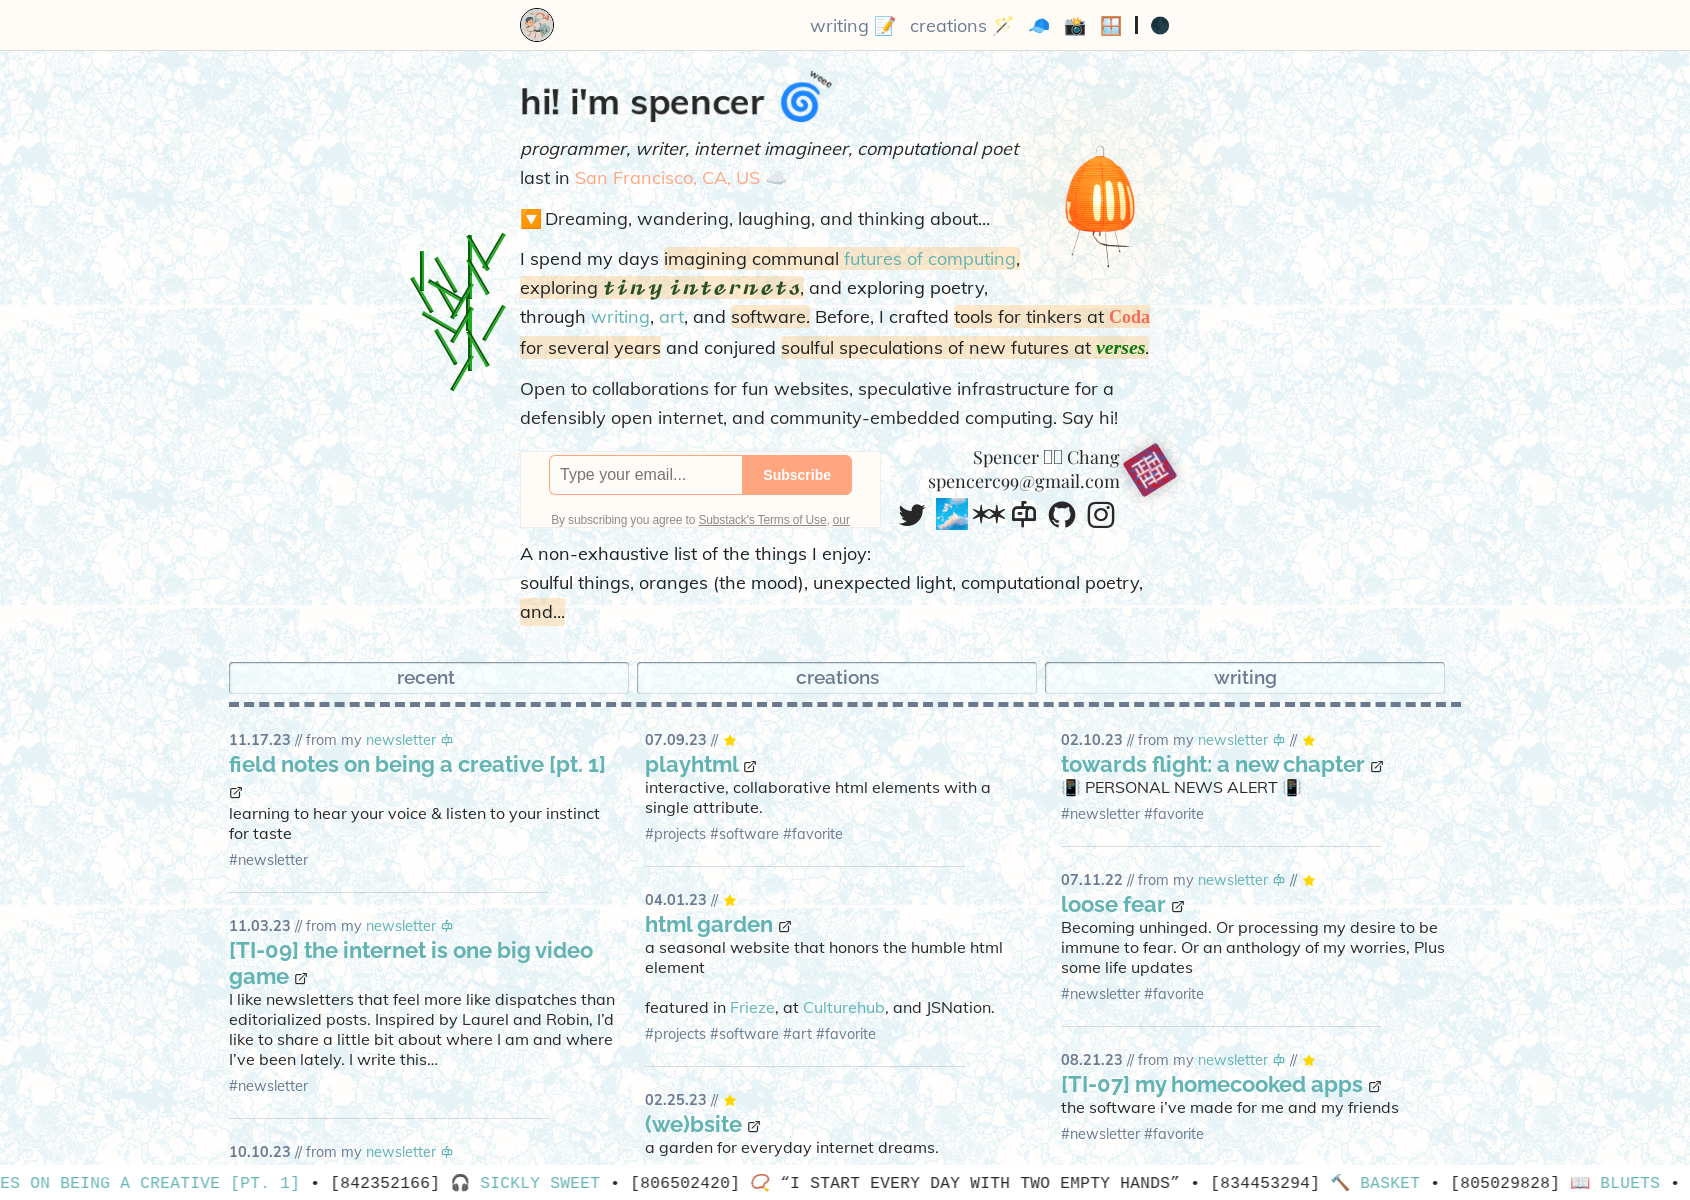 writing 📝 creations 🪄 🧢 📸 🪟 | 🌑
weee
hi! i'm spencer 🌀
programmer, writer, internet imagineer, computational poet
last in San Francisco, CA, US ☁️
🔽 Dreaming, wandering, laughing, and thinking about...
I spend my days imagining communal futures of computing,
exploring tiny internets, and exploring poetry,
through writing, art, and software. Before, I crafted tools for tinkers at Coda
for several years and conjured soulful speculations of new futures at verses.
Open to collaborations for fun websites, speculative infrastructure for a
defensibly open internet, and community-embedded computing. Say hi!
Type your email...
Subscribe
By subscribing you agree to Substack's Terms of Use, our
Spencer Chang
spencerc99@gmail.com
A non-exhaustive list of the things I enjoy:
soulful things, oranges (the mood), unexpected light, computational poetry,
and...
recent
creations
writing
11.17.23 // from my newsletter
field notes on being a creative [pt. 1]
learning to hear your voice & listen to your instinct
for taste
#newsletter
11.03.23 // from my newsletter
[TI-09] the internet is one big video
game
I like newsletters that feel more like dispatches than
editorialized posts. Inspired by Laurel and Robin, I'd
like to share a little bit about where I am and where
I've been lately. I write this...
#newsletter
10.10.23 // from my newsletter
07.09.23 // ⭐
playhtml
interactive, collaborative html elements with a
single attribute.
#projects #software #favorite
04.01.23 // ⭐
html garden
a seasonal website that honors the humble html
element
featured in Frieze, at Culturehub, and JSNation.
#projects #software #art #favorite
02.25.23 // ⭐
(we)bsite
a garden for everyday internet dreams.
02.10.23 // from my newsletter // ⭐
towards flight: a new chapter
📳 PERSONAL NEWS ALERT 📳
#newsletter #favorite
07.11.22 // from my newsletter // ⭐
loose fear
Becoming unhinged. Or processing my desire to be
immune to fear. Or an anthology of my worries, Plus
some life updates
#newsletter #favorite
08.21.23 // from my newsletter // ⭐
[TI-07] my homecooked apps
the software i've made for me and my friends
#newsletter #favorite
ES ON BEING A CREATIVE [PT. 1] • [842352166] 🎧 SICKLY SWEET • [806502420] 📿 “I START EVERY DAY WITH TWO EMPTY HANDS” • [834453294] 🔨 BASKET • [805029828] 📖 BLUETS •